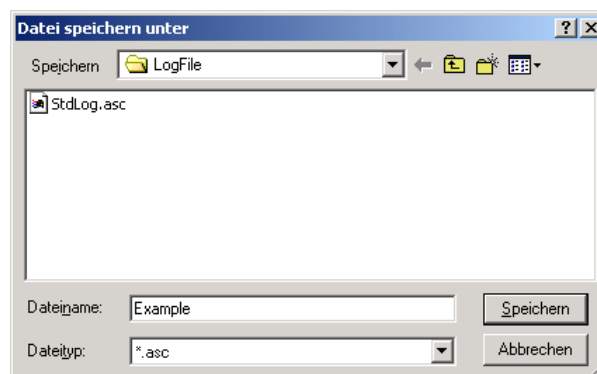 Datei speichern unter
Speichern LogFile
StdLog.asc
Dateiname: Example Speichern
Dateityp: *.asc Abbrechen